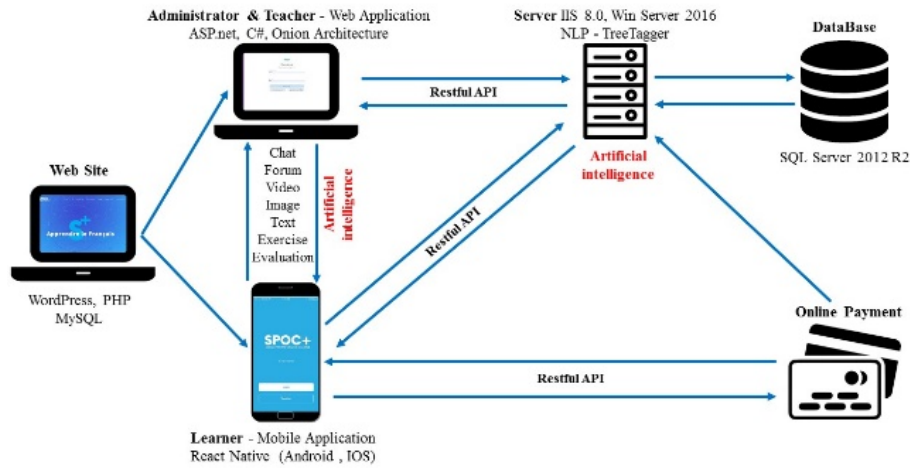 Administrator & Teacher - Web Application
ASP.net, C#, Onion Architecture
Server IIS 8.0, Win Server 2016
NLP - TreeTagger
DataBase
Restful API
SQL Server 2012 R2
Artificial
intelligence
Chat
Forum
Video
Image
Text
Exercise
Evaluation
Artificial
intelligence
Web Site
S+
Apprendre le Français
WordPress, PHP
MySQL
Restful API
Restful API
SPOC+
Online Payment
Restful API
Learner - Mobile Application
React Native (Android , IOS)